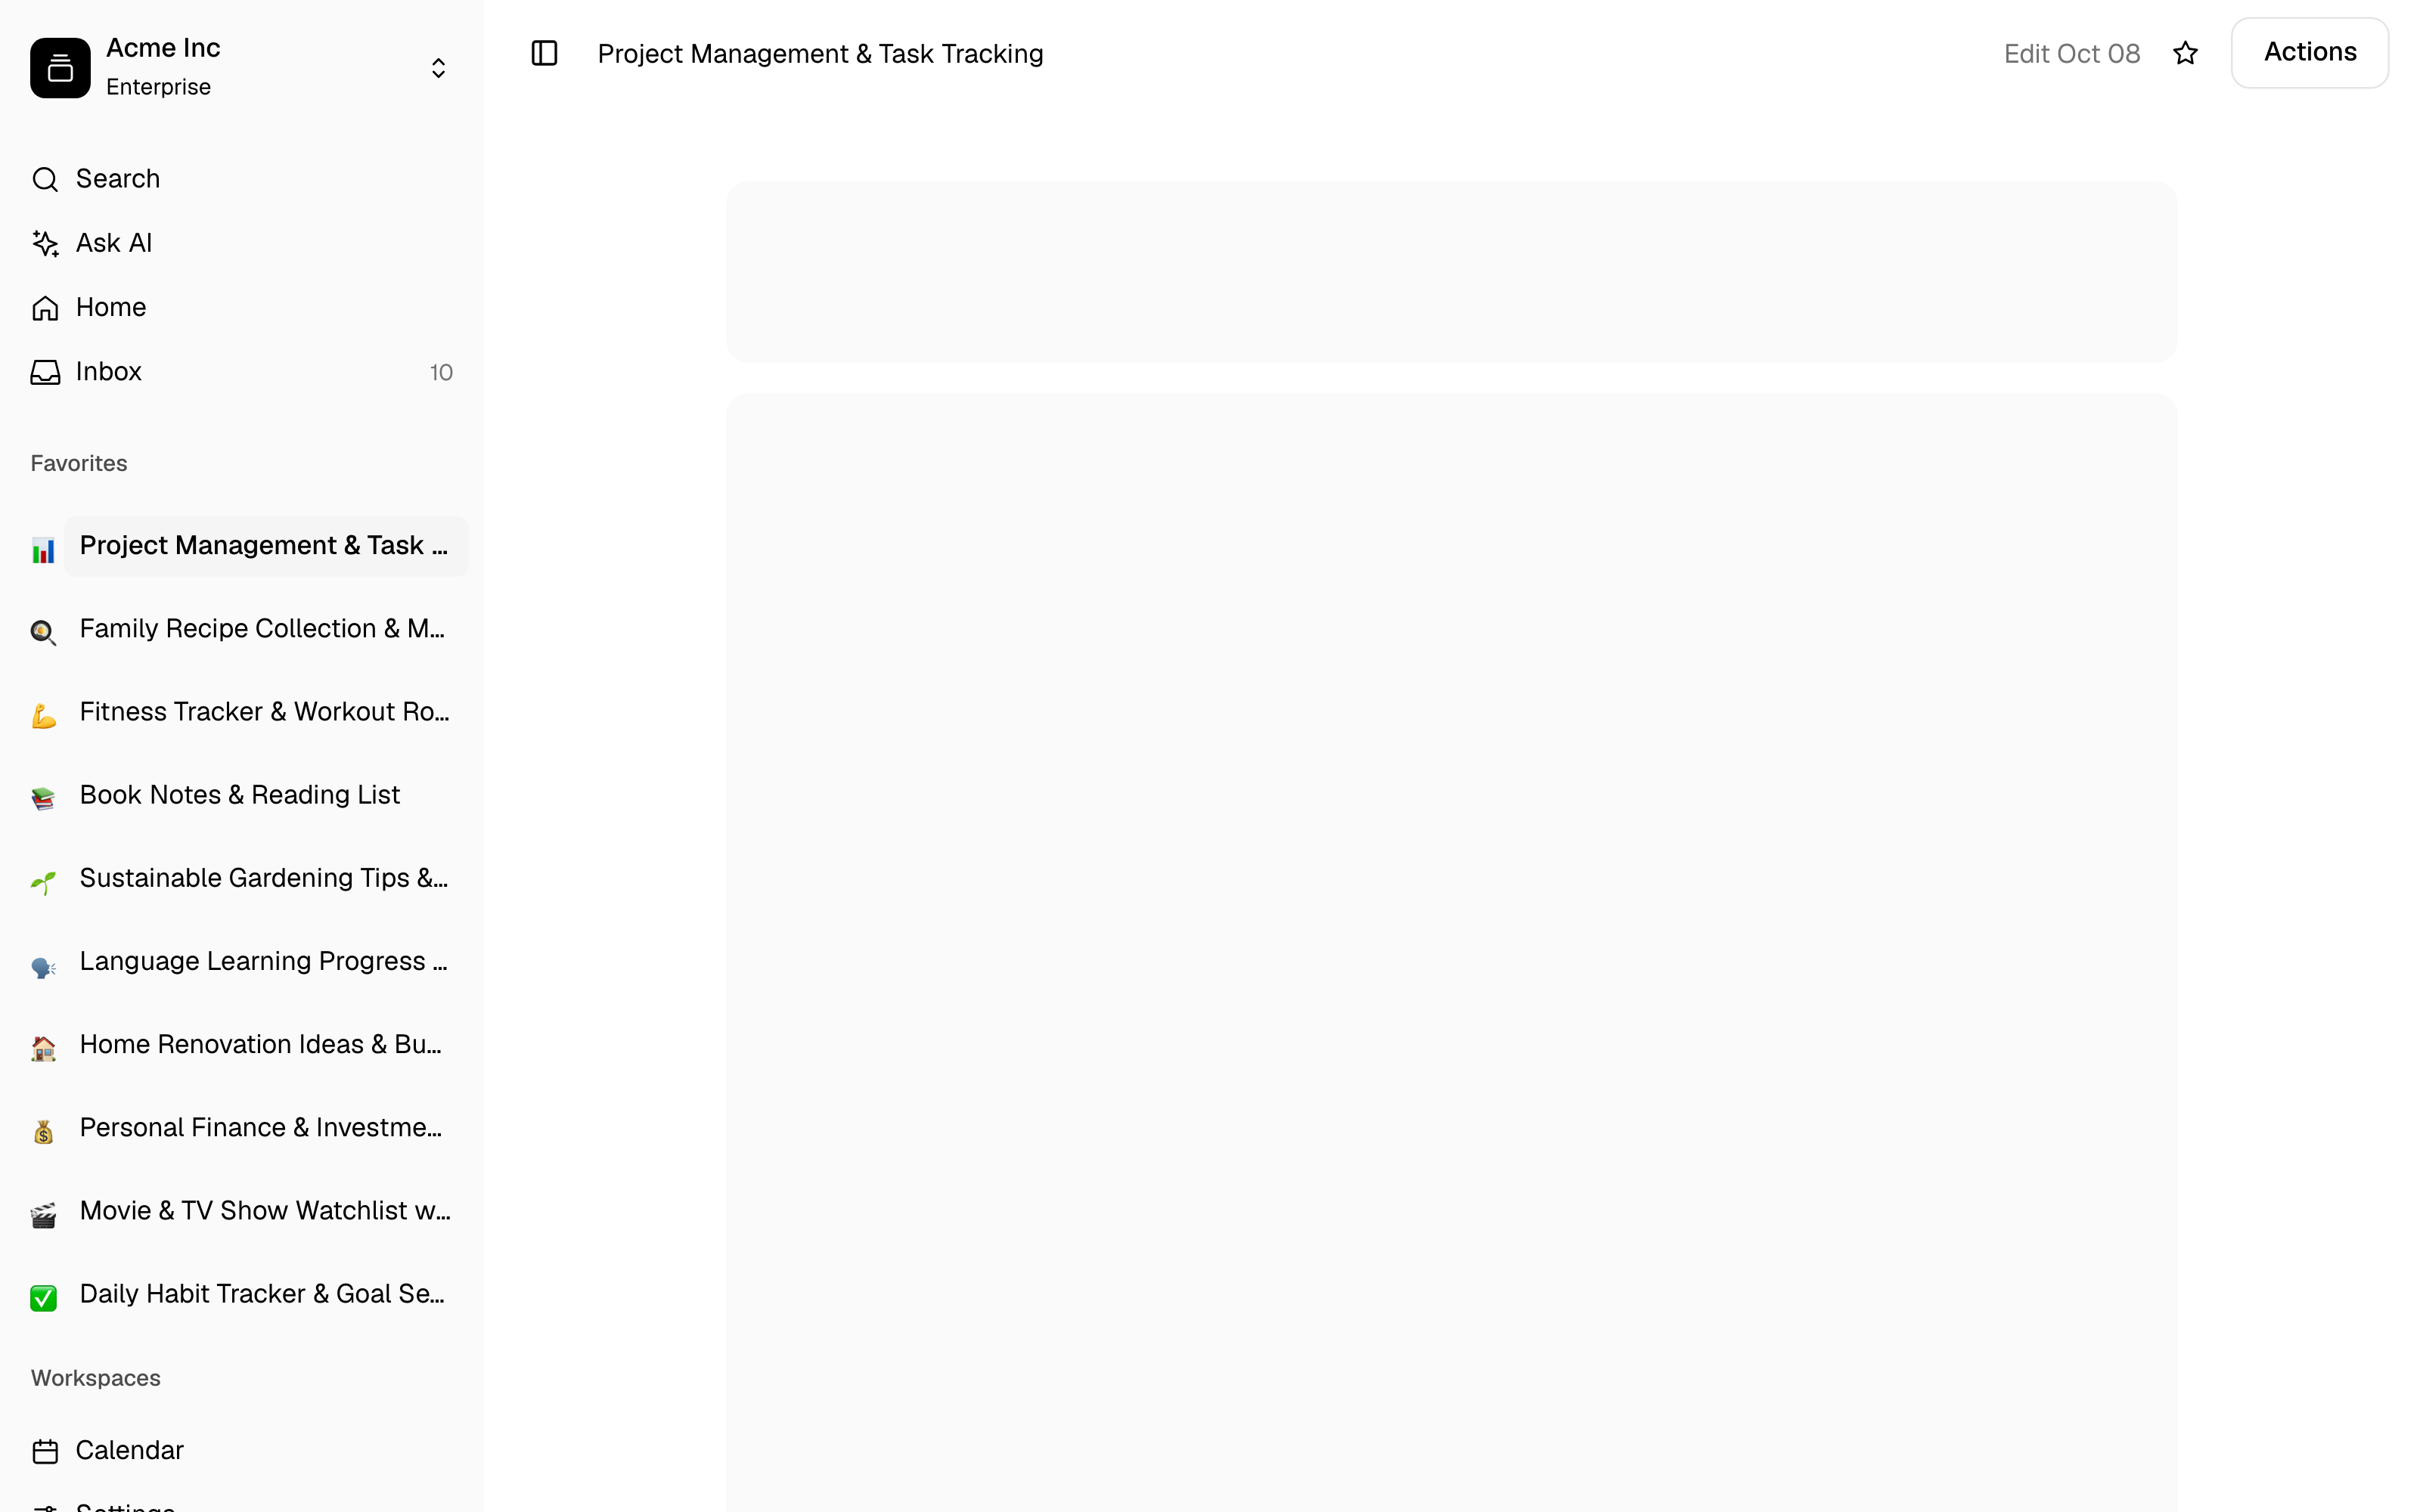 Acme Inc
Enterprise
Search
Ask AI
Home
Inbox 10
Favorites
Project Management & Task ...
Family Recipe Collection & M...
Fitness Tracker & Workout Ro...
Book Notes & Reading List
Sustainable Gardening Tips &...
Language Learning Progress ...
Home Renovation Ideas & Bu...
Personal Finance & Investme...
Movie & TV Show Watchlist w...
Daily Habit Tracker & Goal Se...
Workspaces
Calendar
Settings
Project Management & Task Tracking
Edit Oct 08
Actions